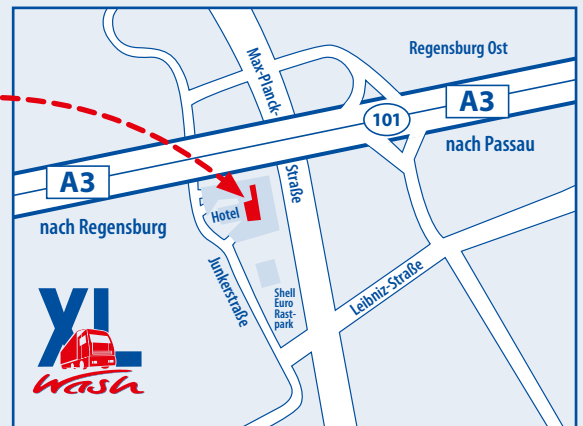 Regensburg Ost
Max-Planck-
Straße
A3
101
nach Passau
A3
nach Regensburg
Hotel
Junkerstraße
Shell
Euro
Rast-
park
Leibniz-Straße
XL
Wash